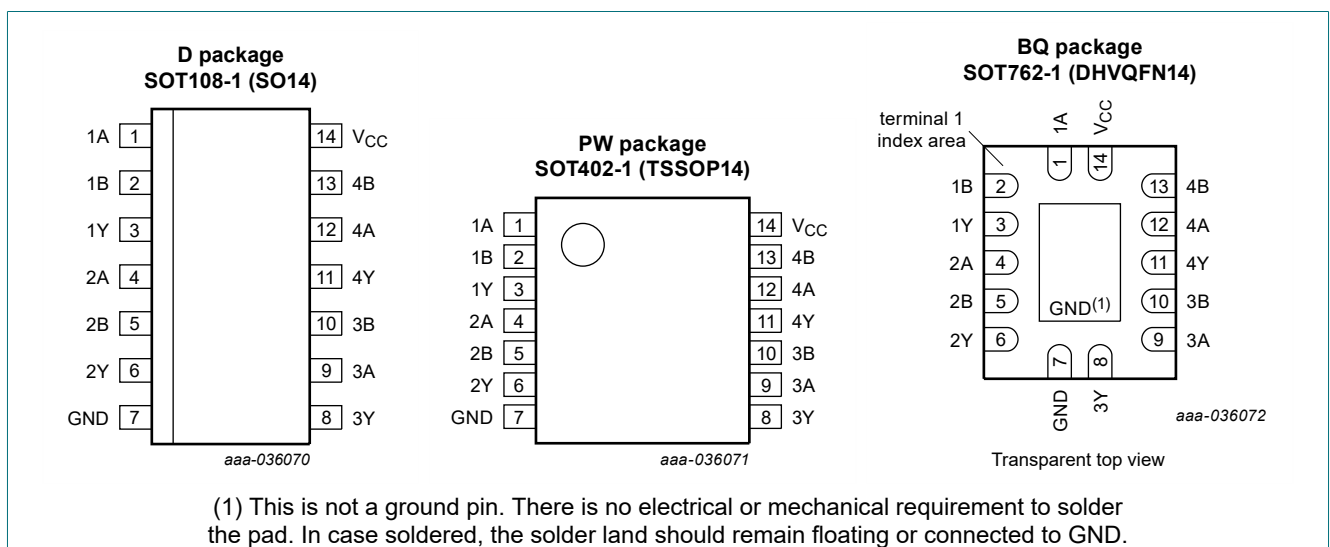 D package
SOT108-1 (SO14)
1A 1
14 VCC
1B 2
13 4B
1Y 3
12 4A
2A 4
11 4Y
2B 5
10 3B
2Y 6
9 3A
GND 7
8 3Y
aaa-036070
PW package
SOT402-1 (TSSOP14)
1A 1
14 VCC
1B 2
13 4B
1Y 3
12 4A
2A 4
11 4Y
2B 5
10 3B
2Y 6
9 3A
GND 7
8 3Y
aaa-036071
BQ package
SOT762-1 (DHVQFN14)
terminal 1
index area
1A
VCC
1
14
1B 2
13 4B
1Y 3
12 4A
2A 4
11 4Y
2B 5
10 3B
2Y 6
9 3A
GND(1)
7
8
GND
3Y
aaa-036072
Transparent top view
(1) This is not a ground pin. There is no electrical or mechanical requirement to solder
the pad. In case soldered, the solder land should remain floating or connected to GND.